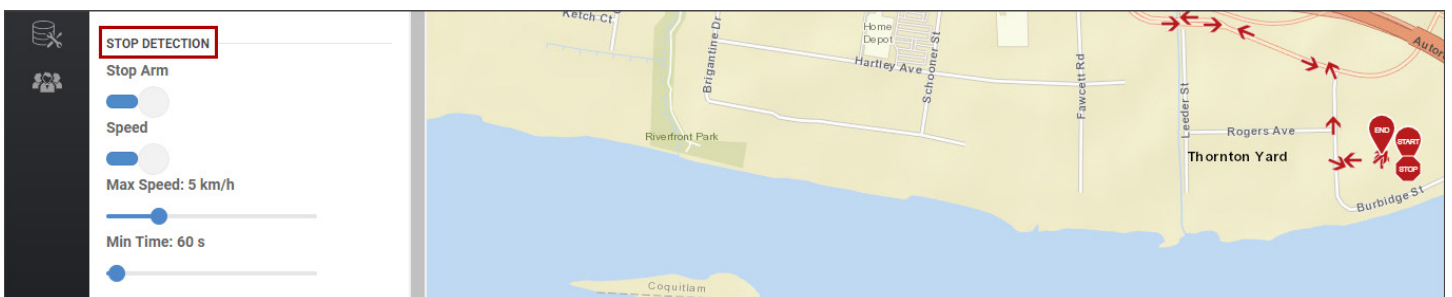 STOP DETECTION
Stop Arm
Speed
Max Speed: 5 km/h
Min Time: 60 s
Ketch Ct
Brigantine Dr
Home
Depot
Hartley Ave
Schooner St
Fawcett Rd
Leeder St
Riverfront Park
Rogers Ave
Thornton Yard
END
START
STOP
Burbidge St
Coquitlam